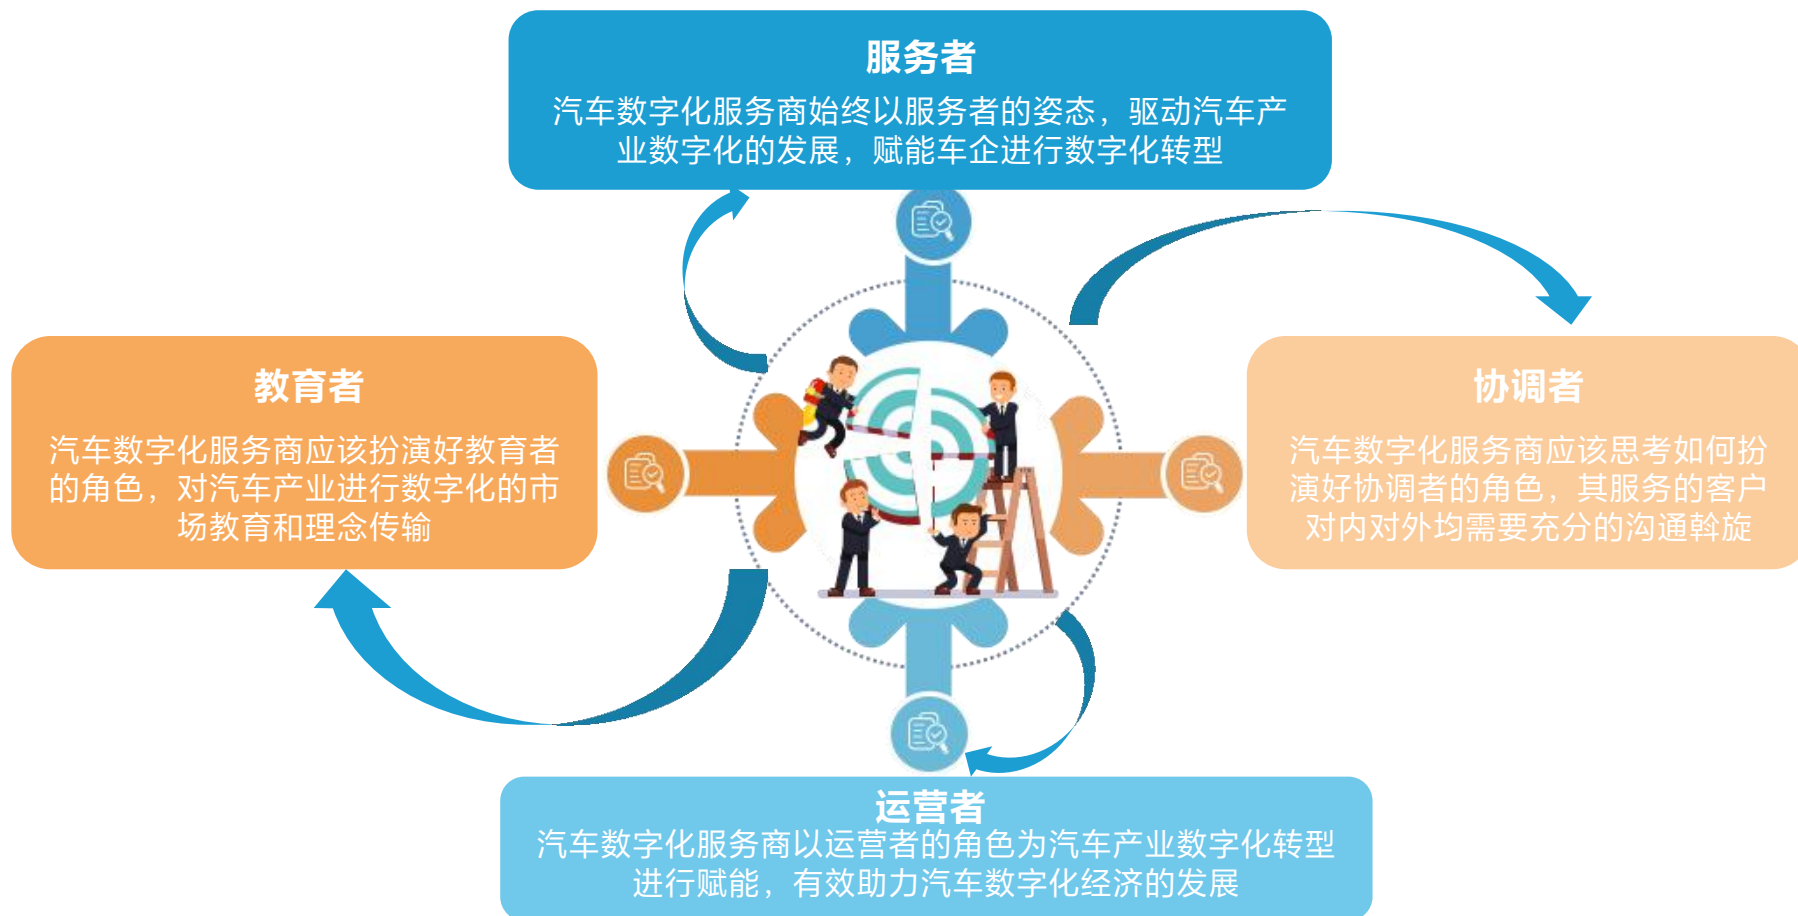 服务者
汽车数字化服务商始终以服务者的姿态，驱动汽车产
业数字化的发展，赋能车企进行数字化转型
教育者
汽车数字化服务商应该扮演好教育者
的角色，对汽车产业进行数字化的市
场教育和理念传输
协调者
汽车数字化服务商应该思考如何扮
演好协调者的角色，其服务的客户
对内对外均需要充分的沟通斡旋
运营者
汽车数字化服务商以运营者的角色为汽车产业数字化转型
进行赋能，有效助力汽车数字化经济的发展